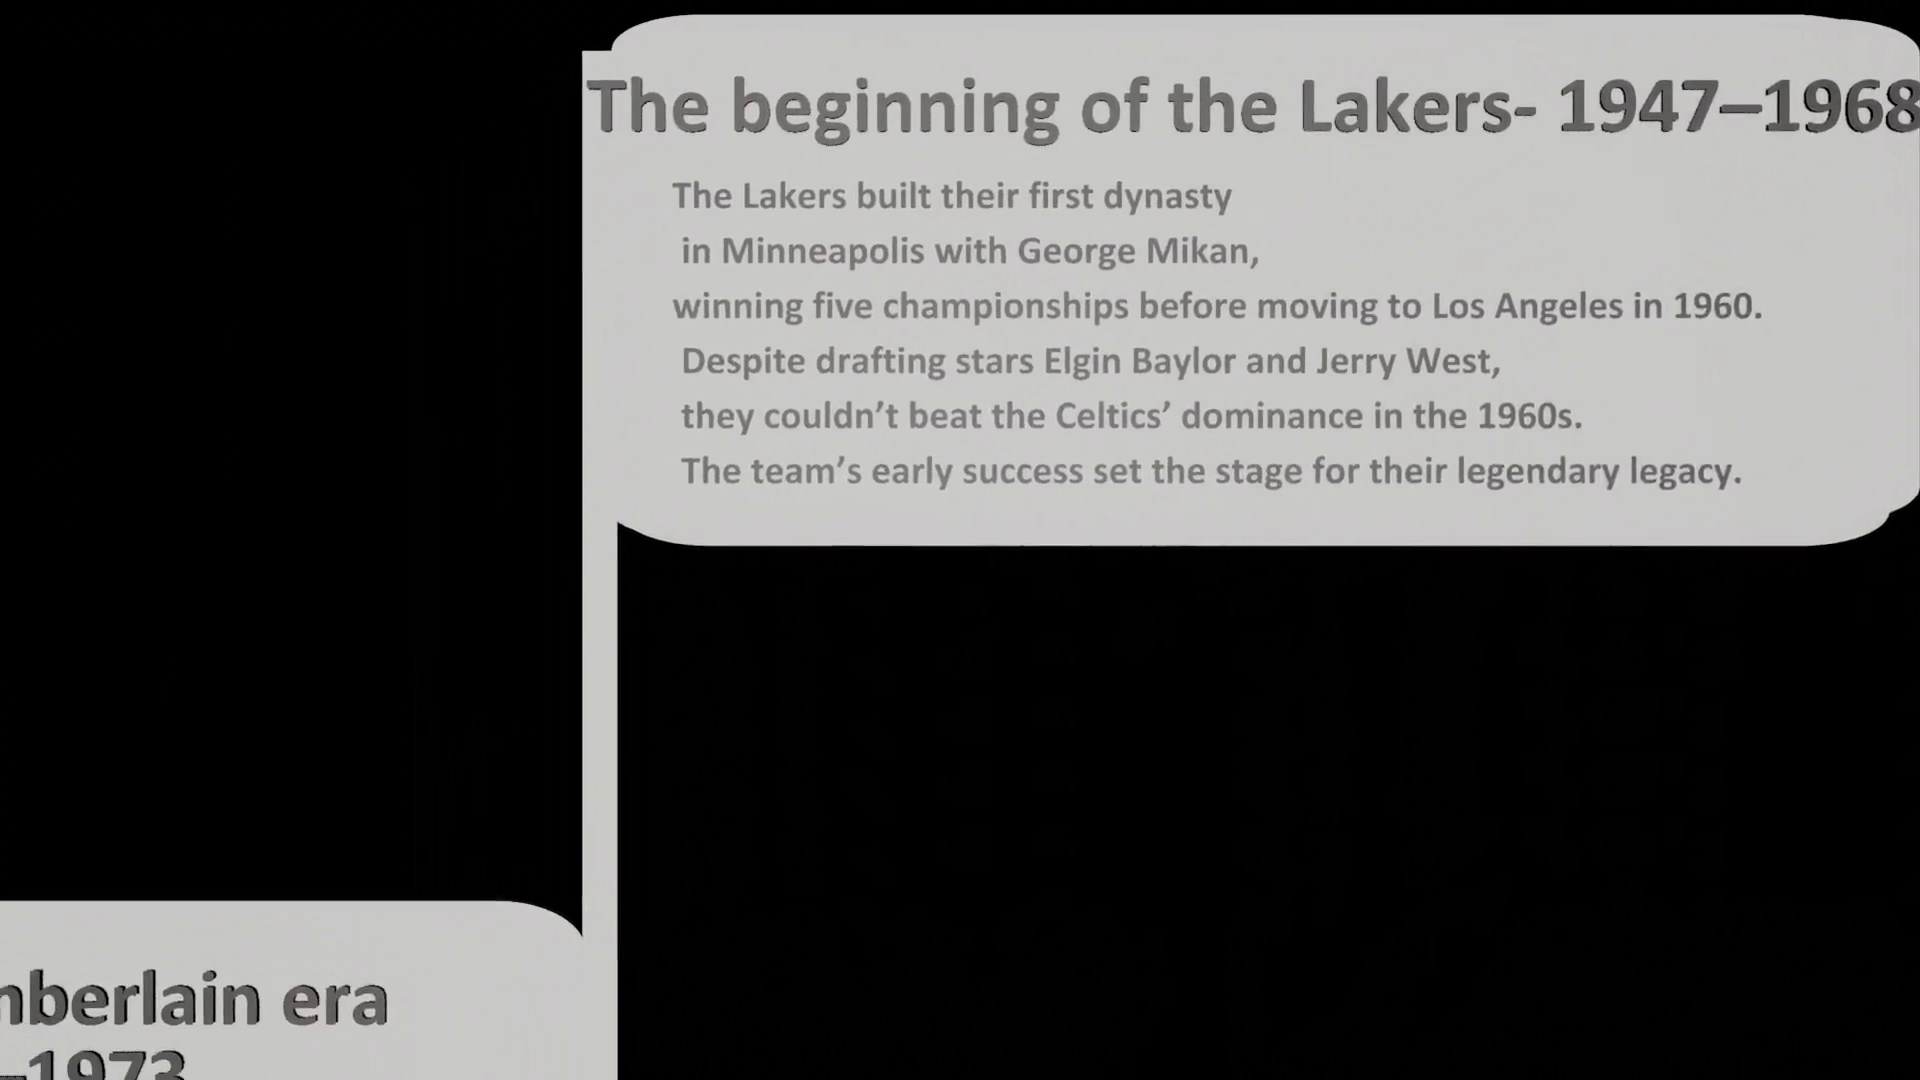 The beginning of the Lakers- 1947–1968
The Lakers built their first dynasty
in Minneapolis with George Mikan,
winning five championships before moving to Los Angeles in 1960.
Despite drafting stars Elgin Baylor and Jerry West,
they couldn’t beat the Celtics’ dominance in the 1960s.
The team’s early success set the stage for their legendary legacy.
mberlain era
–1973